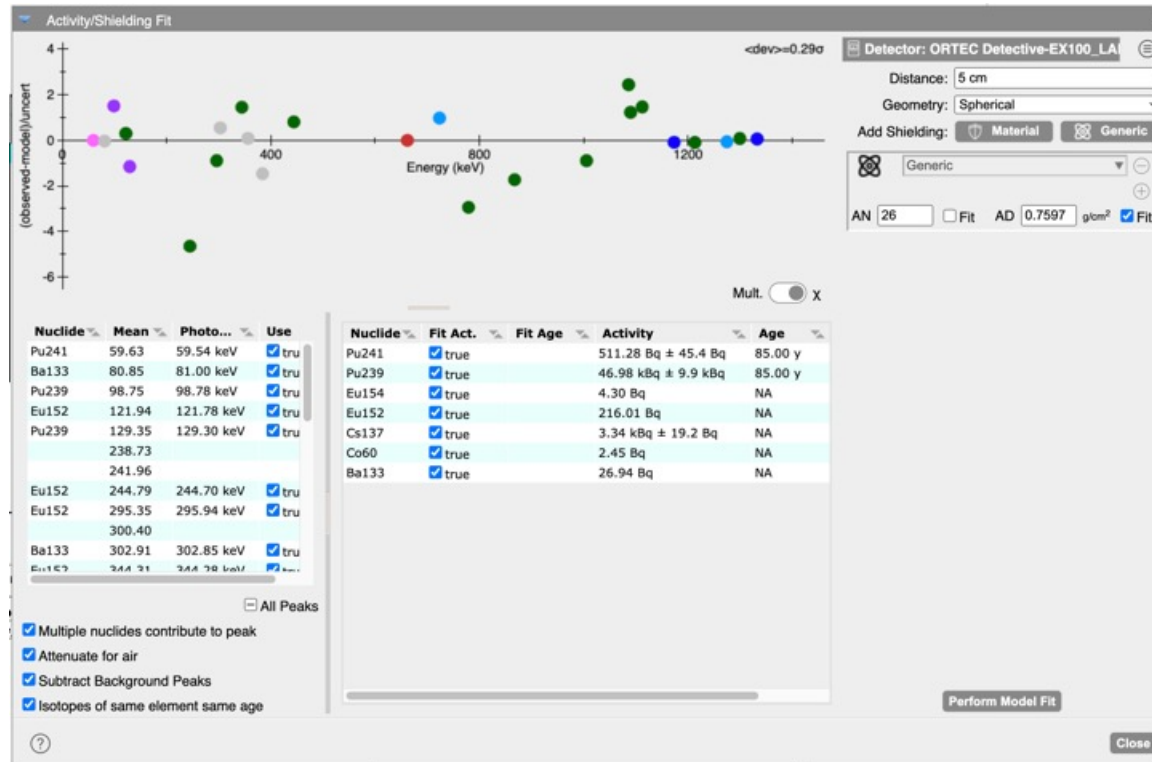 Activity/Shielding Fit
<dev>=0.29σ
4
2
0
-2
-4
-6
(observed-model)/uncert
0 400 800 1200
Energy (keV)
Mult. χ
Detector: ORTEC Detective-EX100_LA
Distance: 5 cm
Geometry: Spherical
Add Shielding: Material Generic
Generic
AN 26 Fit AD 0.7597 g/cm² Fit
Nuclide Mean Photo... Use
Pu241 59.63 59.54 keV tru
Ba133 80.85 81.00 keV tru
Pu239 98.75 98.78 keV tru
Eu152 121.94 121.78 keV tru
Pu239 129.35 129.30 keV tru
238.73
241.96
Eu152 244.79 244.70 keV tru
Eu152 295.35 295.94 keV tru
300.40
Ba133 302.91 302.85 keV tru
Eu152 344.31 344.28 keV tru
All Peaks
Multiple nuclides contribute to peak
Attenuate for air
Subtract Background Peaks
Isotopes of same element same age
Nuclide Fit Act. Fit Age Activity Age
Pu241 true 511.28 Bq ± 45.4 Bq 85.00 y
Pu239 true 46.98 kBq ± 9.9 kBq 85.00 y
Eu154 true 4.30 Bq NA
Eu152 true 216.01 Bq NA
Cs137 true 3.34 kBq ± 19.2 Bq NA
Co60 true 2.45 Bq NA
Ba133 true 26.94 Bq NA
Perform Model Fit
?
Close